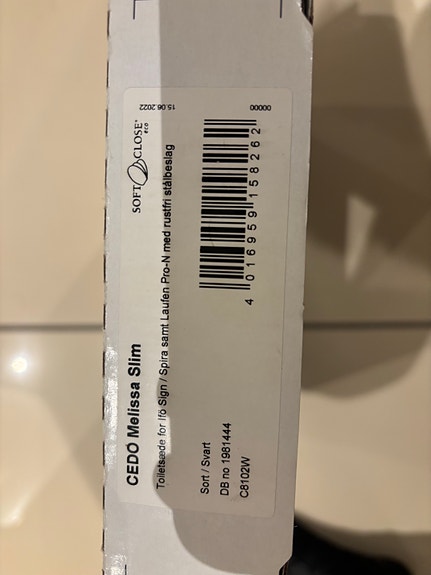 CEDO Melissa Slim
Toiletsæde for Ifö Sign / Spira samt Laufen Pro-N med rustfri stålbeslag
SOFT CLOSE®
eco
Sort / Svart
DB no 1981444
C8102W
4 016959 158262
15.06.2022
00000